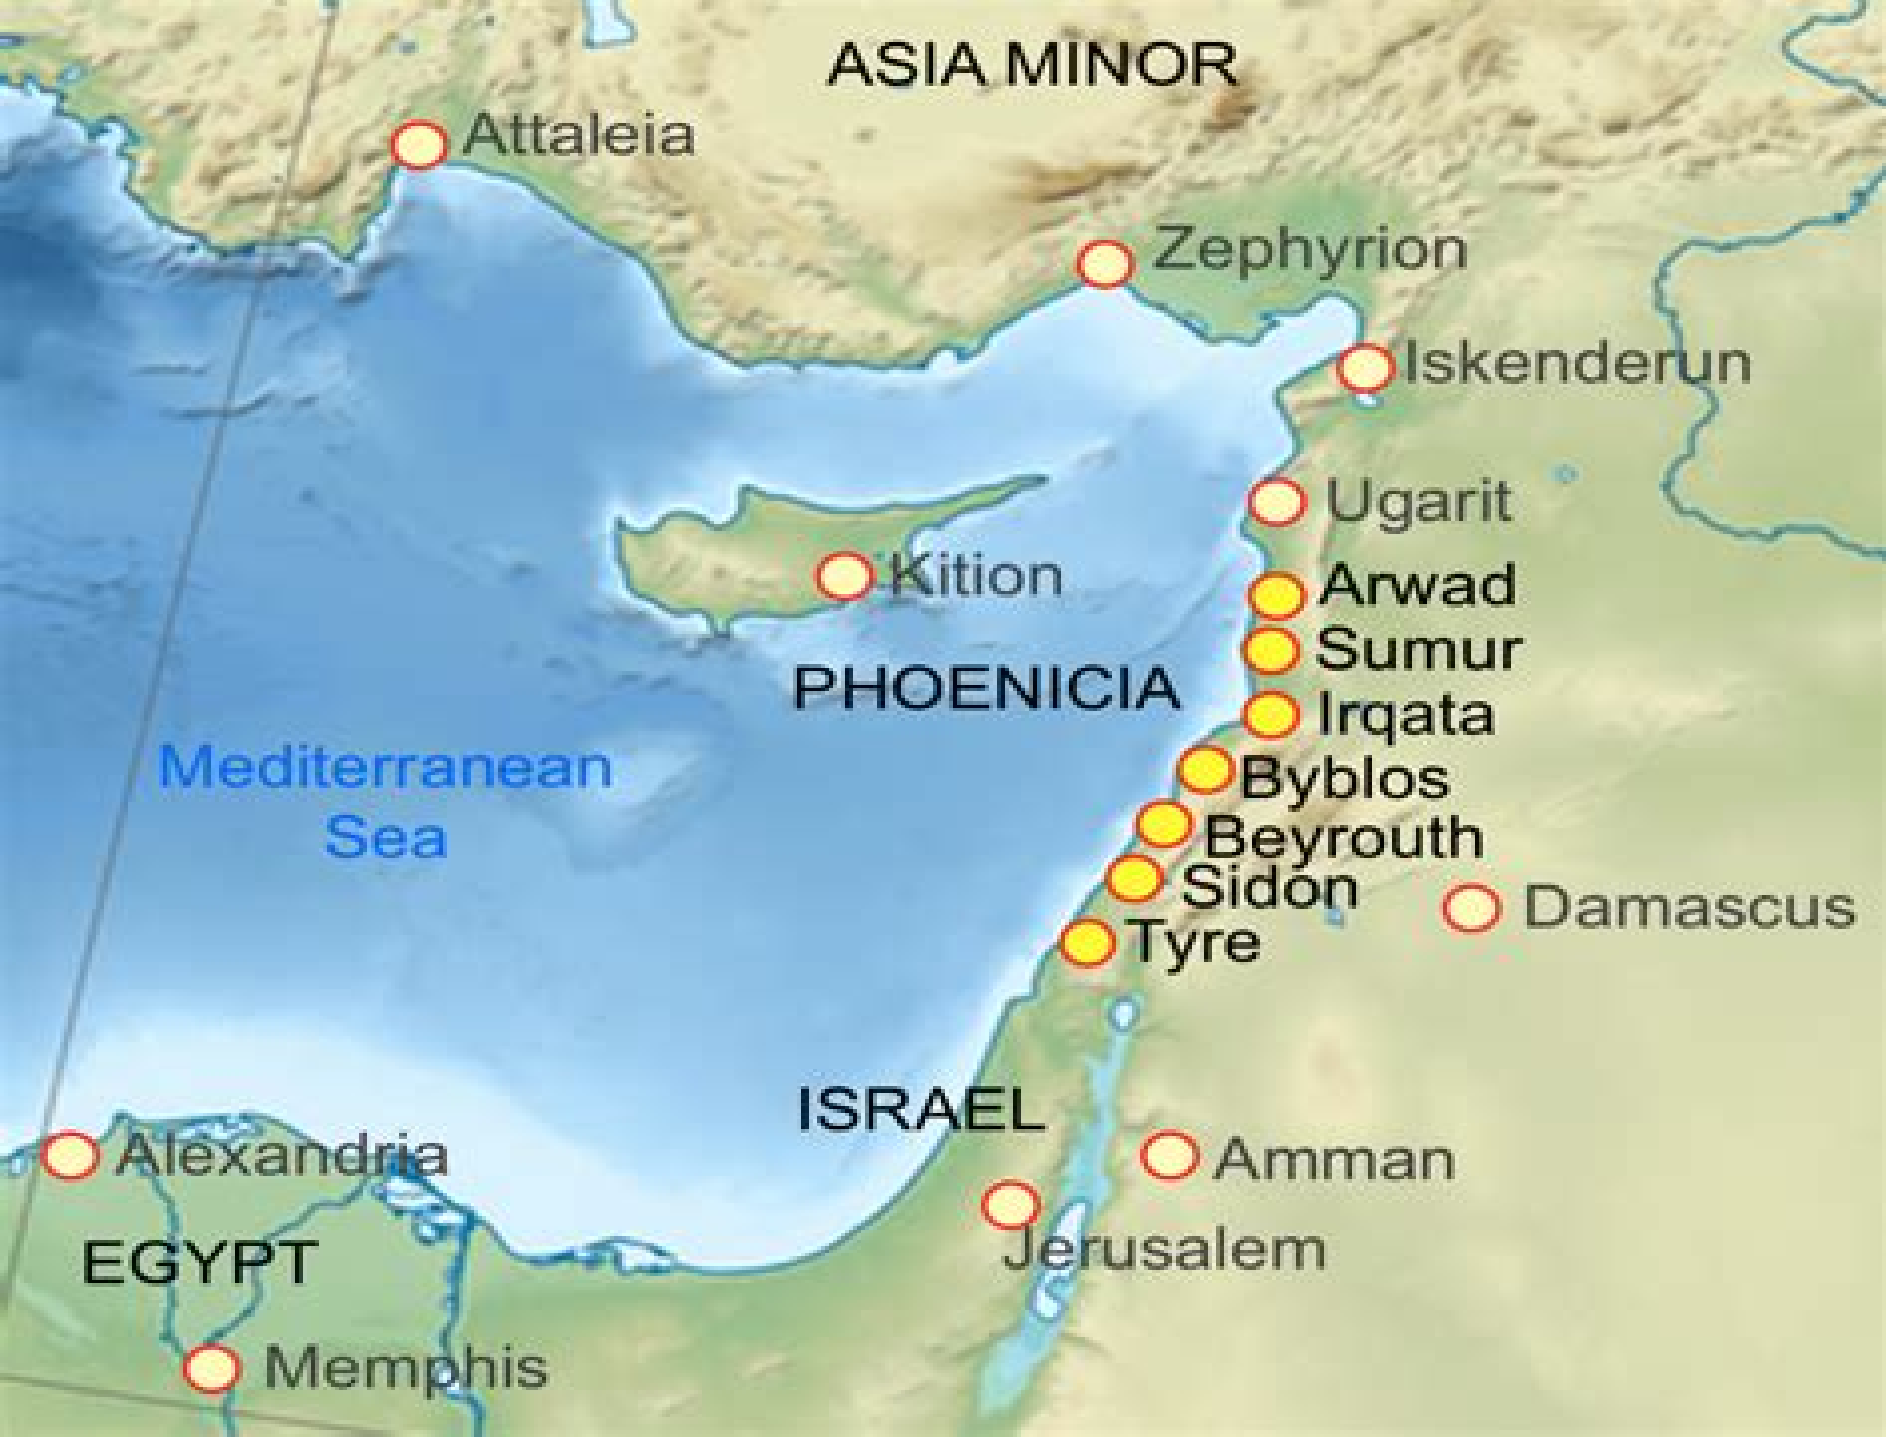 ASIA MINOR
Attaleia
Zephyrion
Iskenderun
Ugarit
Kition
Arwad
Sumur
PHOENICIA
Irqata
Mediterranean
Sea
Byblos
Beyrouth
Sidon
Damascus
Tyre
ISRAEL
Alexandria
Amman
Jerusalem
EGYPT
Memphis